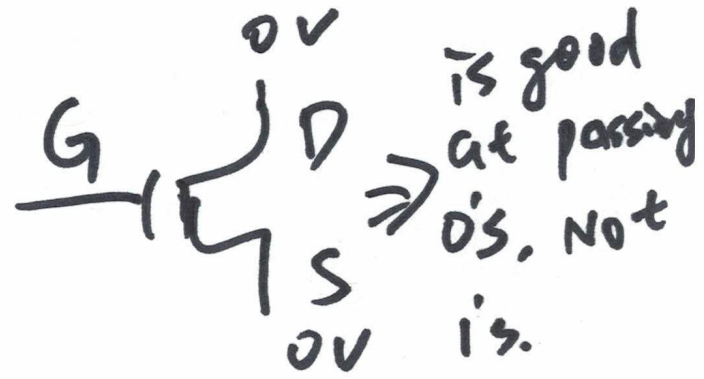 0V
G
D
S
0V
⇒ is good
at passing
0's, Not
1's.